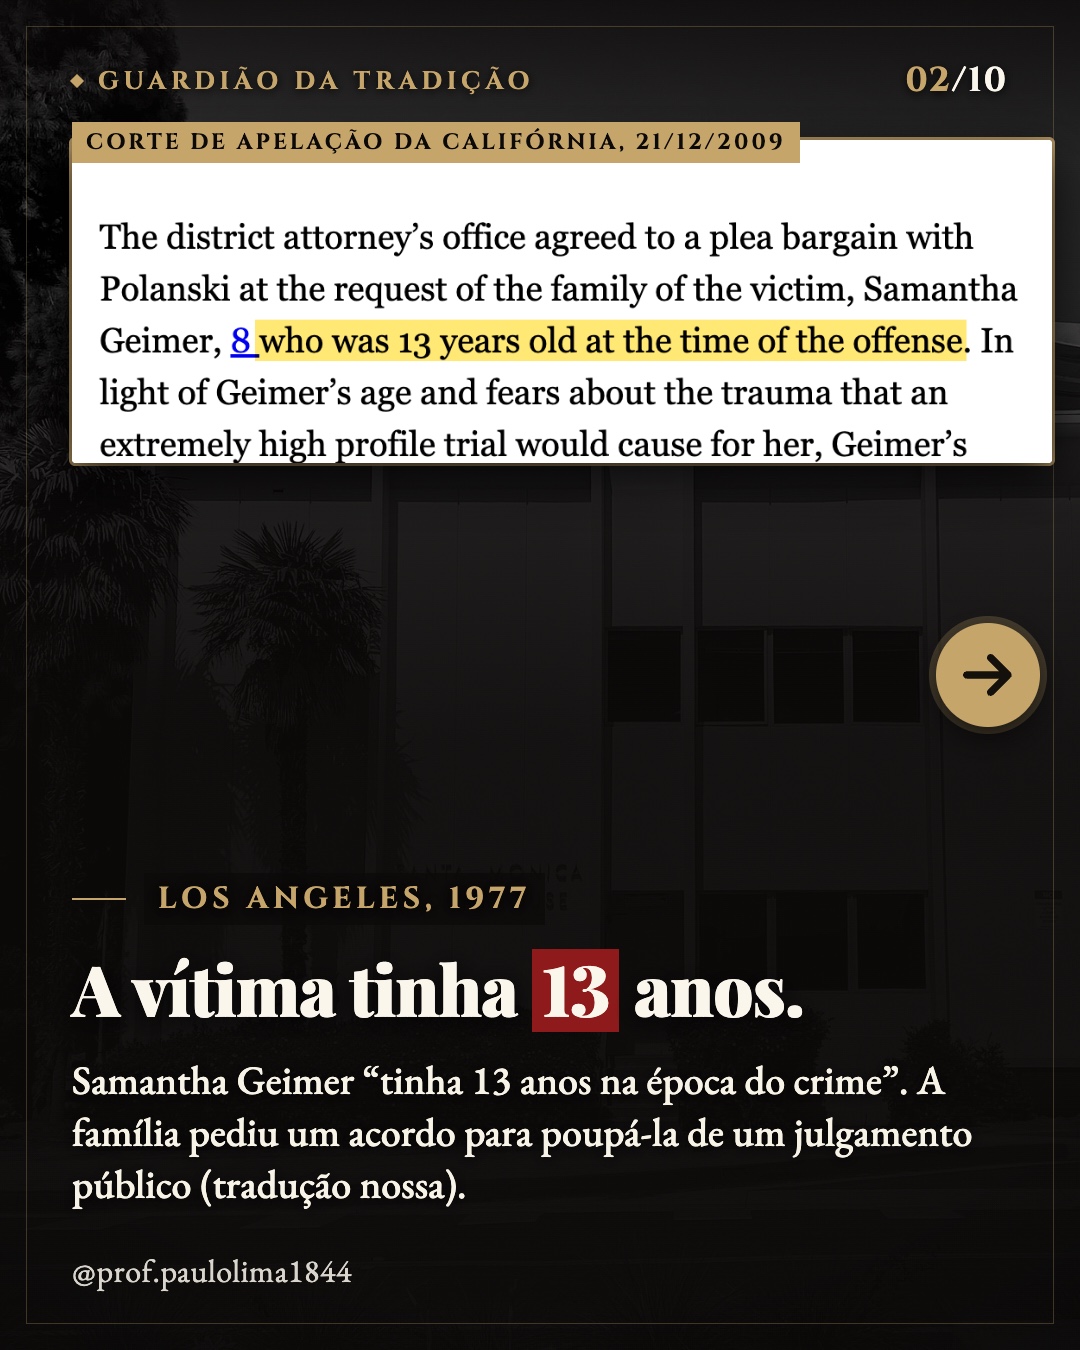 GUARDIÃO DA TRADIÇÃO
02/10
CORTE DE APELAÇÃO DA CALIFÓRNIA, 21/12/2009
The district attorney’s office agreed to a plea bargain with
Polanski at the request of the family of the victim, Samantha
Geimer, 8 who was 13 years old at the time of the offense. In
light of Geimer’s age and fears about the trauma that an
extremely high profile trial would cause for her, Geimer’s
LOS ANGELES, 1977
A vítima tinha 13 anos.
Samantha Geimer “tinha 13 anos na época do crime”. A
família pediu um acordo para poupá-la de um julgamento
público (tradução nossa).
@prof.paulolima1844